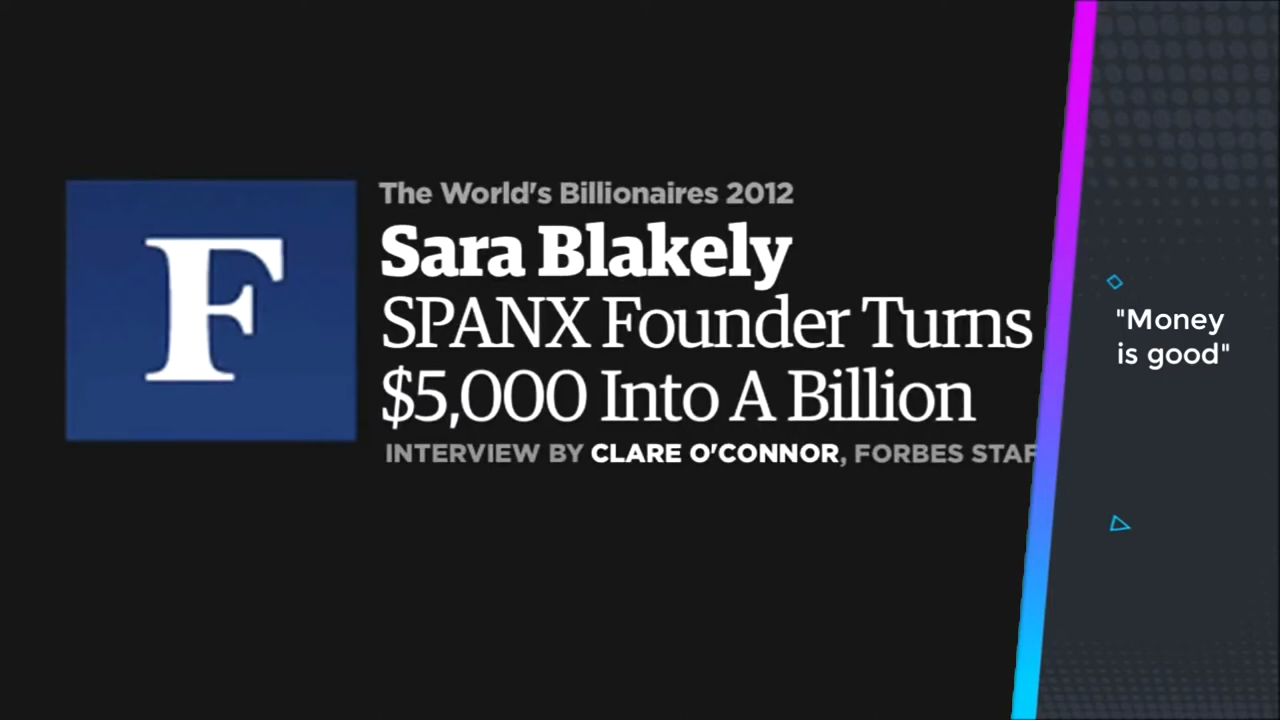 F
The World's Billionaires 2012
Sara Blakely
SPANX Founder Turns
$5,000 Into A Billion
INTERVIEW BY CLARE O'CONNOR, FORBES STAF
"Money
is good"